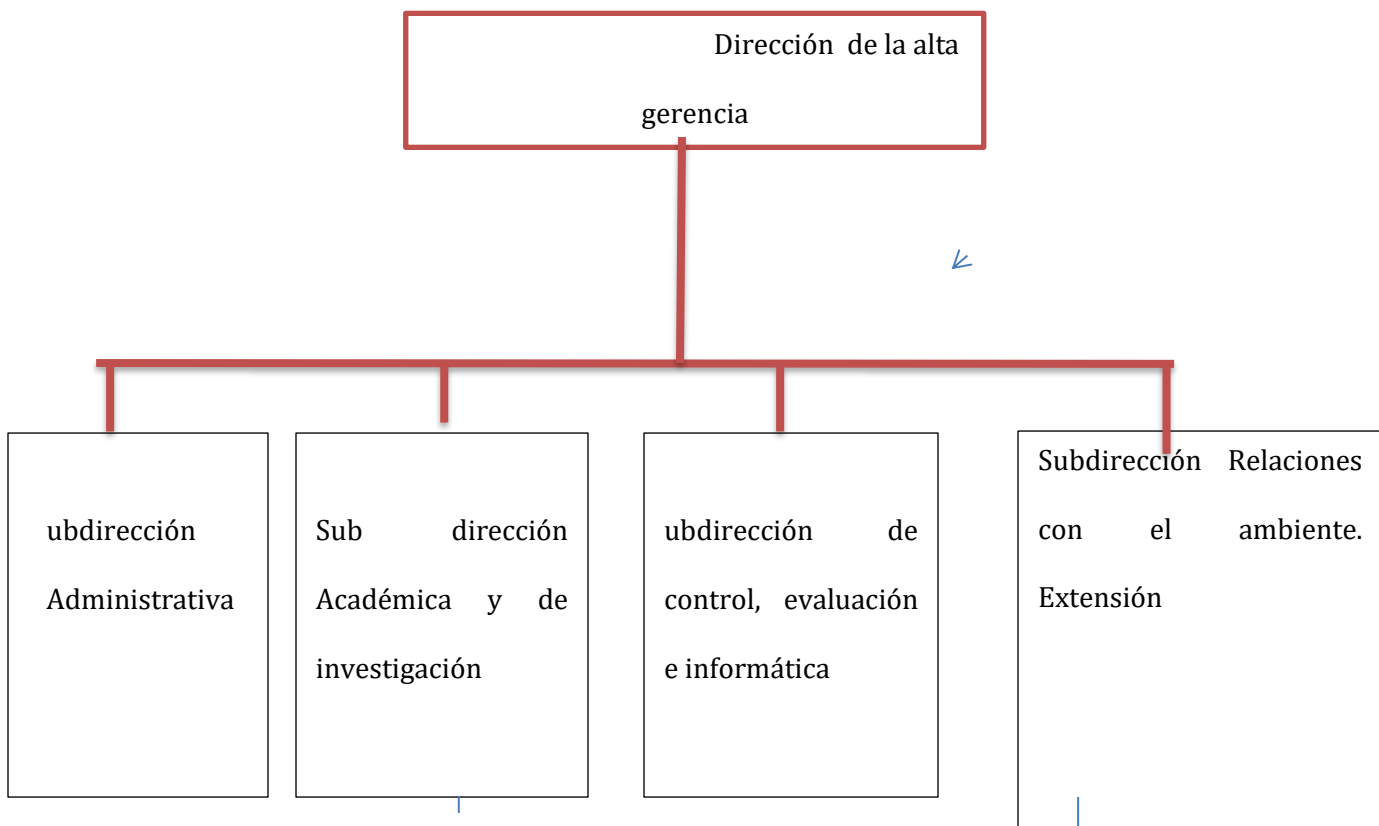 Dirección de la alta
gerencia
ubdirección
Administrativa
Sub dirección
Académica y de
investigación
ubdirección de
control, evaluación
e informática
Subdirección Relaciones
con el ambiente.
Extensión